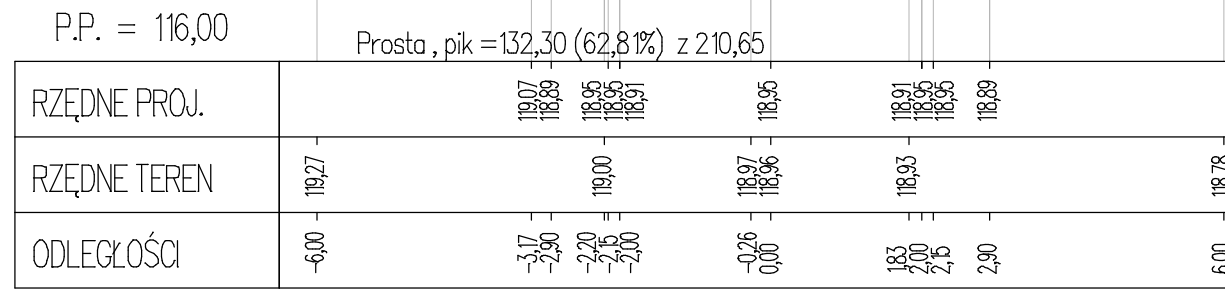 P.P. = 116,00
Prosta , pik =132,30 (62,81%) z 210,65
RZĘDNE PROJ. 119,07 118,89 118,95 118,95 118,91 118,95 118,91 118,95 118,95 118,89
RZĘDNE TEREN 119,27 119,00 118,97 118,96 118,93 118,78
ODLEGŁOŚCI -6,00 -3,17 -2,90 -2,20 -2,15 -2,00 -0,26 0,00 1,83 2,00 2,15 2,90 6,00